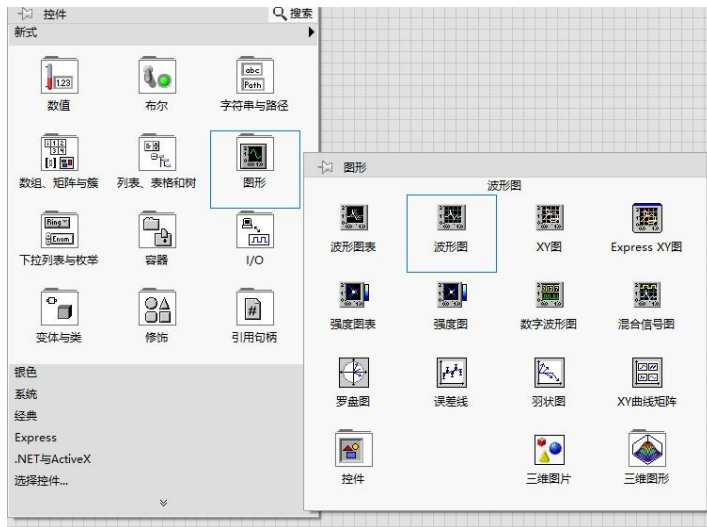 控件
搜索
新式
数值
布尔
字符串与路径
数组、矩阵与簇
列表、表格和树
图形
下拉列表与枚举
容器
I/O
变体与类
修饰
引用句柄
银色
系统
经典
Express
.NET与ActiveX
选择控件...
图形
波形图
波形图表
波形图
XY图
Express XY图
强度图表
强度图
数字波形图
混合信号图
罗盘图
误差线
羽状图
XY曲线矩阵
控件
三维图片
三维图形